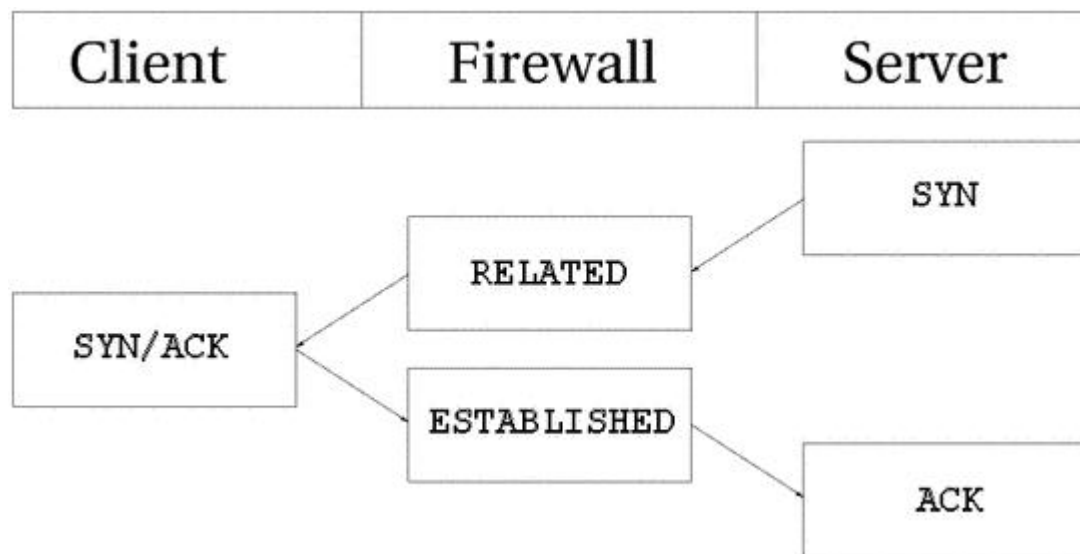 Client Firewall Server
SYN
RELATED
SYN/ACK
ESTABLISHED
ACK